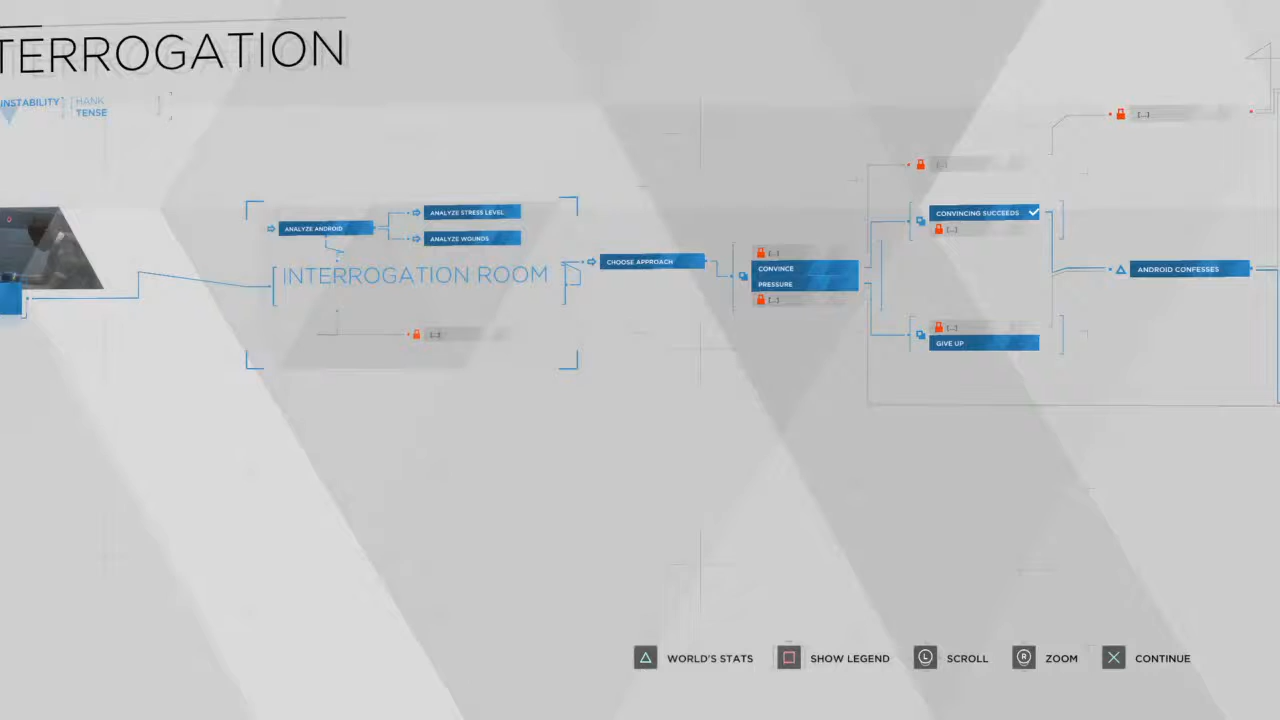 TERROGATION
INSTABILITY
HANK
TENSE
[...]
[...]
ANALYZE STRESS LEVEL
CONVINCING SUCCEEDS
ANALYZE ANDROID
[...]
ANALYZE WOUNDS
[...]
CHOOSE APPROACH
CONVINCE
ANDROID CONFESSES
INTERROGATION ROOM
PRESSURE
[...]
[...]
[...]
GIVE UP
WORLD'S STATS
SHOW LEGEND
L
SCROLL
R
ZOOM
CONTINUE